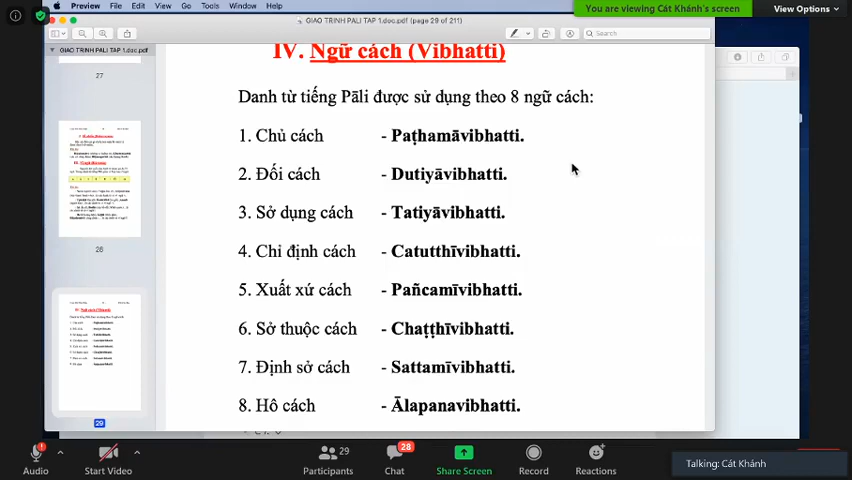 Preview File Edit View Go Tools Window Help
You are viewing Cát Khánh's screen
View Options
GIAO TRINH PALI TAP 1.doc.pdf (page 29 of 211)
Search
GIAO TRINH PALI TAP 1.doc.pdf
27
28
29
IV. Ngữ cách (Vibhatti)
Danh từ tiếng Pāli được sử dụng theo 8 ngữ cách:
1. Chủ cách - Paṭhamāvibhatti.
2. Đối cách - Dutiyāvibhatti.
3. Sở dụng cách - Tatiyāvibhatti.
4. Chỉ định cách - Catutthīvibhatti.
5. Xuất xứ cách - Pañcamīvibhatti.
6. Sở thuộc cách - Chaṭṭhīvibhatti.
7. Định sở cách - Sattamīvibhatti.
8. Hô cách - Ālapanavibhatti.
29
28
Audio Start Video Participants Chat Share Screen Record Reactions
Talking: Cát Khánh